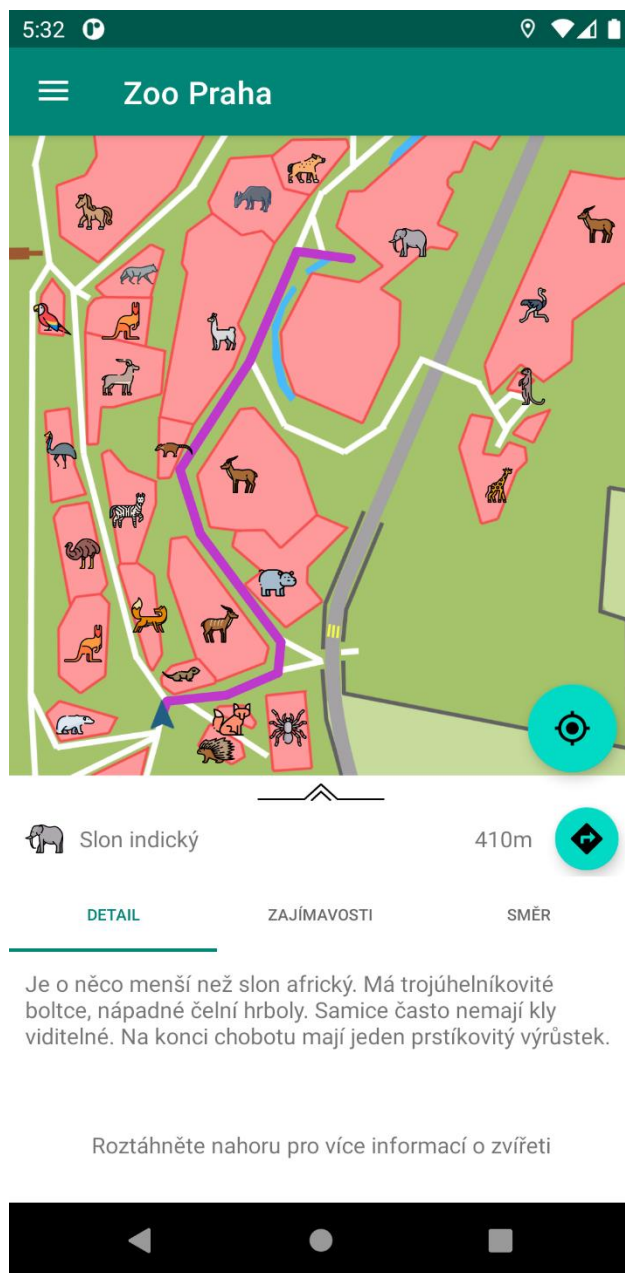 5:32
Zoo Praha
Slon indický
410m
DETAIL
ZAJÍMAVOSTI
SMĚR
Je o něco menší než slon africký. Má trojúhelníkovité
boltce, nápadné čelní hrboly. Samice často nemají kly
viditelné. Na konci chobotu mají jeden prstíkovitý výrůstek.
Roztáhněte nahoru pro více informací o zvířeti